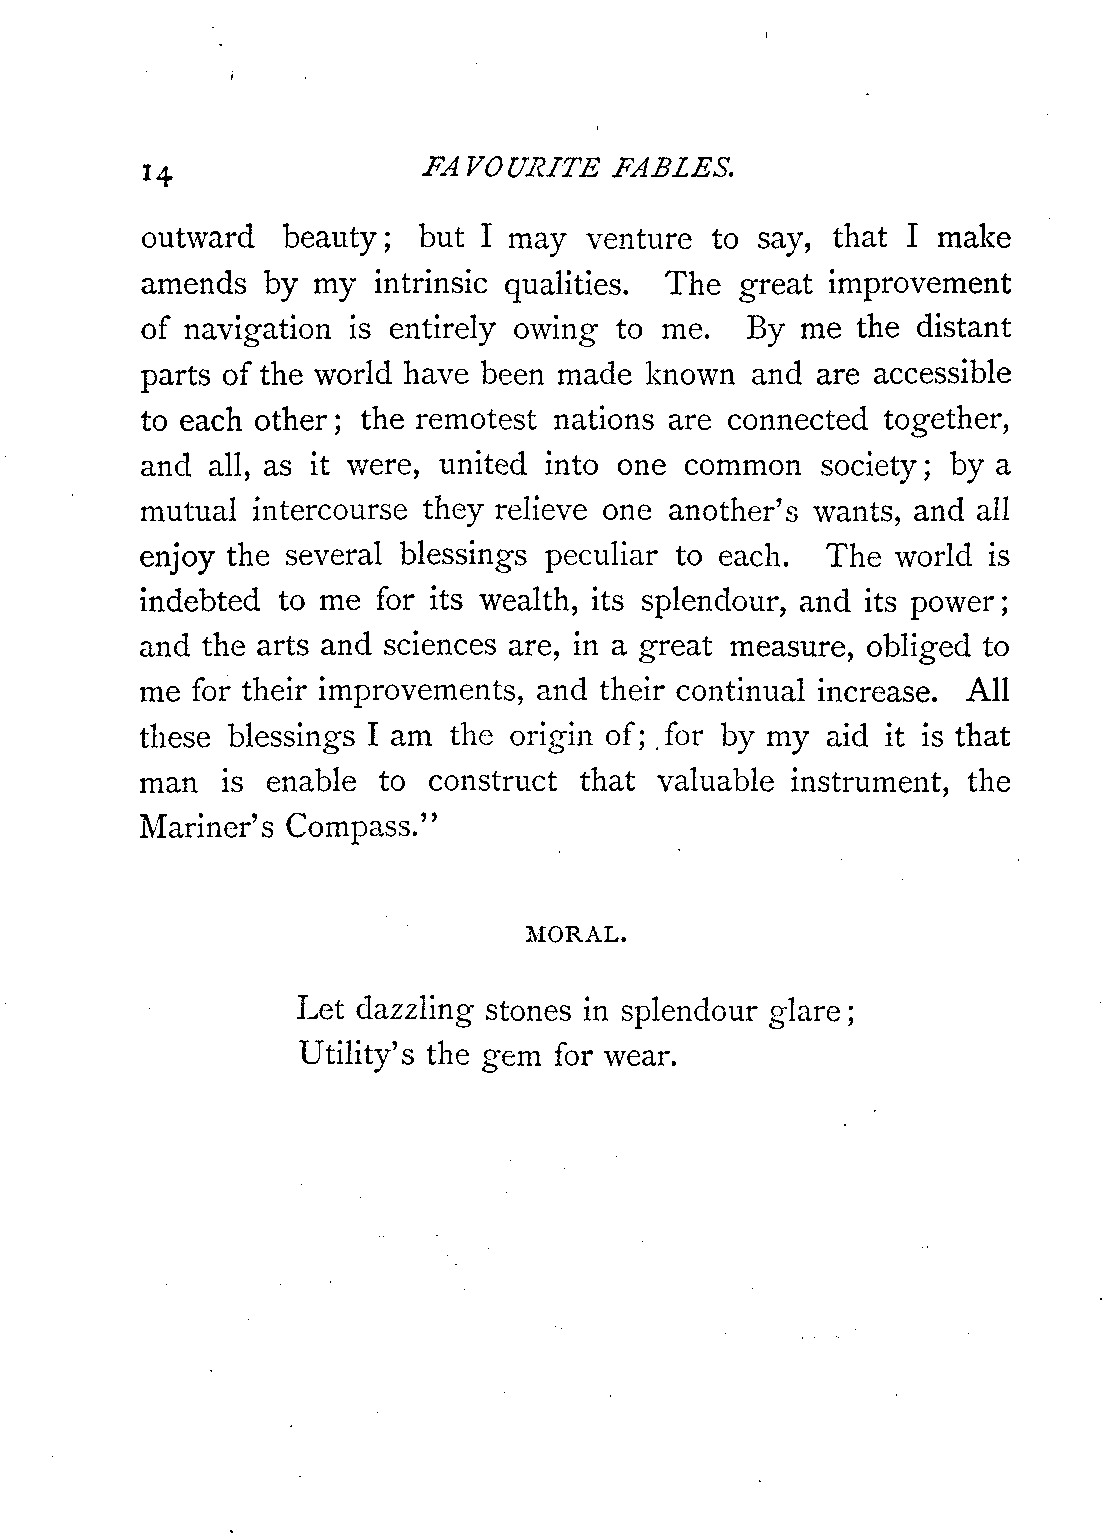 14 FAVOURITE FABLES.
outward beauty; but I may venture to say, that I make
amends by my intrinsic qualities. The great improvement
of navigation is entirely owing to me. By me the distant
parts of the world have been made known and are accessible
to each other; the remotest nations are connected together,
and all, as it were, united into one common society; by a
mutual intercourse they relieve one another's wants, and all
enjoy the several blessings peculiar to each. The world is
indebted to me for its wealth, its splendour, and its power;
and the arts and sciences are, in a great measure, obliged to
me for their improvements, and their continual increase. All
these blessings I am the origin of; for by my aid it is that
man is enable to construct that valuable instrument, the
Mariner's Compass."
MORAL.
Let dazzling stones in splendour glare;
Utility's the gem for wear.